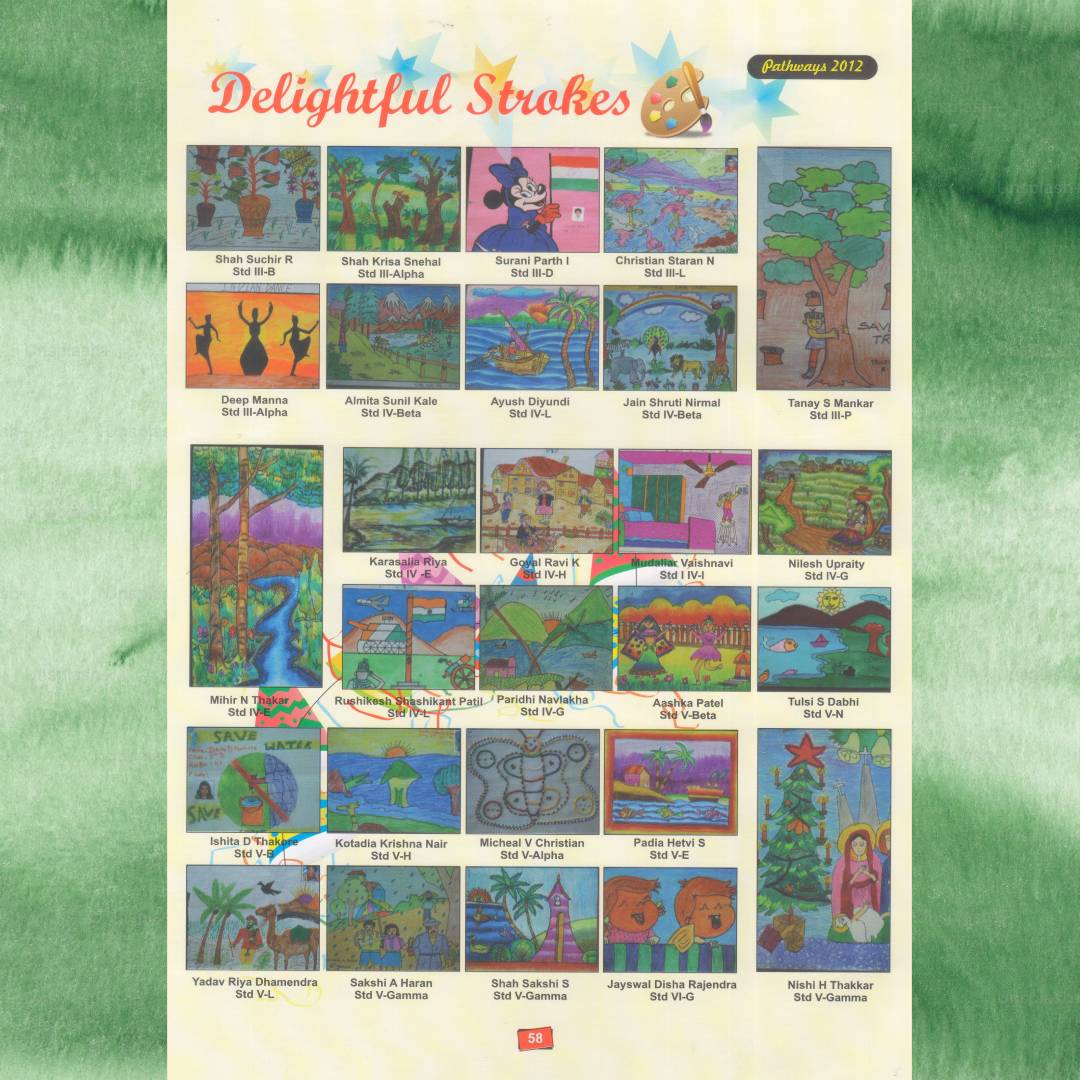 Pathways 2012
Delightful Strokes
Shah Suchir R
Std III-B
Shah Krisa Snehal
Std III-Alpha
Surani Parth I
Std III-D
Christian Staran N
Std III-L
INDIAN DANCE
Deep Manna
Std III-Alpha
Almita Sunil Kale
Std IV-Beta
Ayush Diyundi
Std IV-L
Jain Shruti Nirmal
Std IV-Beta
SAVE
TR
Tanay S Mankar
Std III-P
Karasalia Riya
Std IV -E
Goyal Ravi K
Std IV-H
Mudaliar Vaishnavi
Std I IV-I
Nilesh Upraity
Std IV-G
Mihir N Thakar
Std IV-E
Rushikesh Shashikant Patil
Std IV-L
Paridhi Navlakha
Std IV-G
Aashka Patel
Std V-Beta
Tulsi S Dabhi
Std V-N
SAVE
WATER
SAVE
Ishita D Thakore
Std V-B
Kotadia Krishna Nair
Std V-H
Micheal V Christian
Std V-Alpha
Padia Hetvi S
Std V-E
Yadav Riya Dhamendra
Std V-L
Sakshi A Haran
Std V-Gamma
Shah Sakshi S
Std V-Gamma
Jayswal Disha Rajendra
Std VI-G
Nishi H Thakkar
Std V-Gamma
58